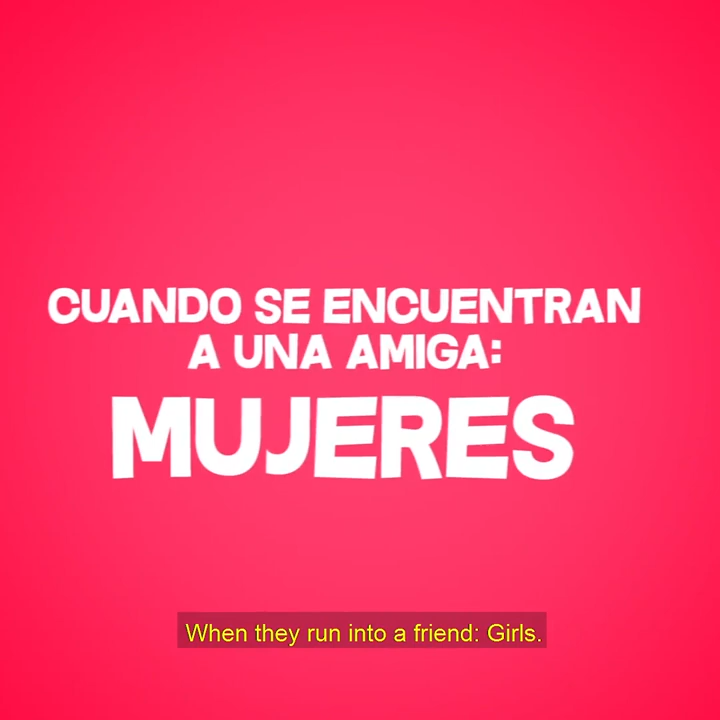 CUANDO SE ENCUENTRAN
A UNA AMIGA:
MUJERES
When they run into a friend: Girls.